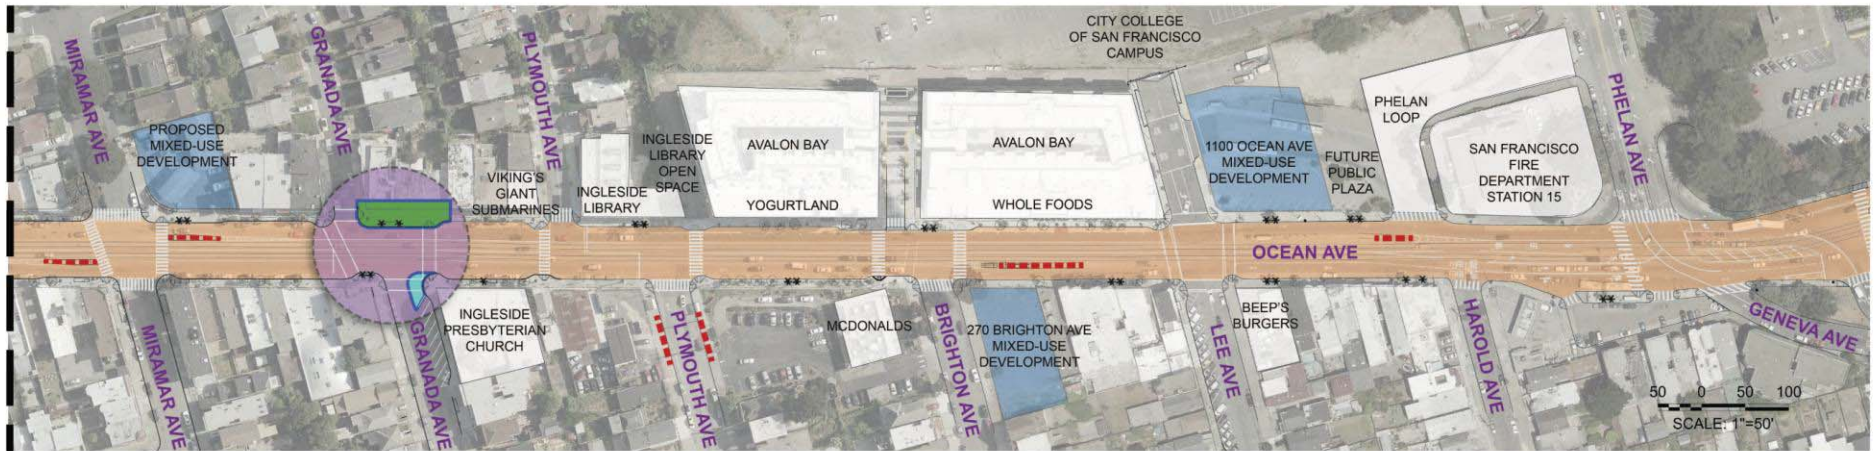 CITY COLLEGE
OF SAN FRANCISCO
CAMPUS
MIRAMAR AVE
GRANADA AVE
PLYMOUTH AVE
PHELAN AVE
PROPOSED
MIXED-USE
DEVELOPMENT
VIKING'S
GIANT
SUBMARINES
INGLESIDE
LIBRARY
INGLESIDE
LIBRARY
OPEN
SPACE
AVALON BAY
YOGURTLAND
AVALON BAY
WHOLE FOODS
1100 OCEAN AVE
MIXED-USE
DEVELOPMENT
FUTURE
PUBLIC
PLAZA
PHELAN
LOOP
SAN FRANCISCO
FIRE
DEPARTMENT
STATION 15
OCEAN AVE
MIRAMAR AVE
GRANADA AVE
INGLESIDE
PRESBYTERIAN
CHURCH
PLYMOUTH AVE
MCDONALDS
BRIGHTON AVE
270 BRIGHTON AVE
MIXED-USE
DEVELOPMENT
LEE AVE
BEEP'S
BURGERS
HAROLD AVE
GENEVA AVE
50 0 50 100
SCALE: 1"=50'